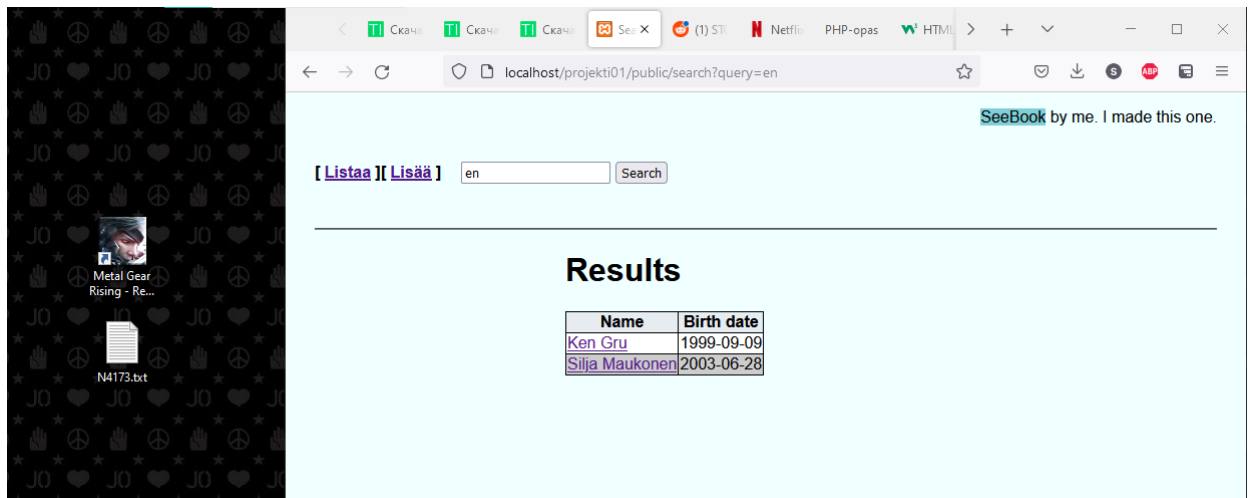 Скача
Скача
Скача
Sea
(1) ST
Netfli
PHP-opas
HTML
localhost/projekti01/public/search?query=en
S
ABP
SeeBook by me. I made this one.
[ Listaa ][ Lisää ]
en
Search
Results
Name Birth date
Ken Gru 1999-09-09
Silja Maukonen 2003-06-28
Metal Gear
Rising - Re...
N4173.txt
JO